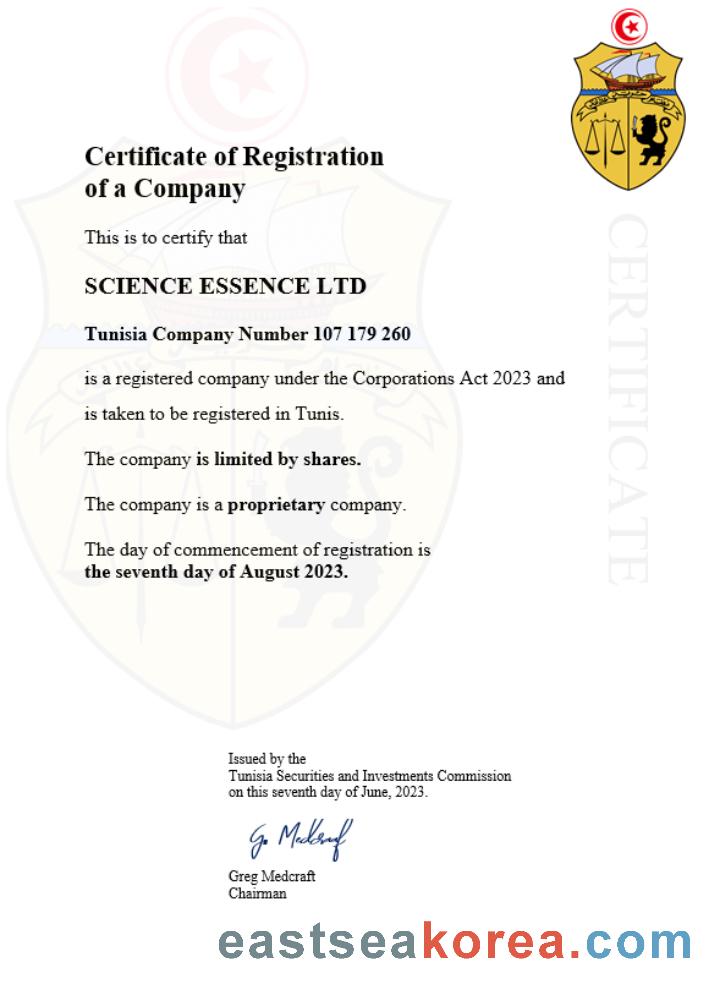 Certificate of Registration
of a Company
This is to certify that
SCIENCE ESSENCE LTD
Tunisia Company Number 107 179 260
is a registered company under the Corporations Act 2023 and
is taken to be registered in Tunis.
The company is limited by shares.
The company is a proprietary company.
The day of commencement of registration is
the seventh day of August 2023.
CERTIFICATE
Issued by the
Tunisia Securities and Investments Commission
on this seventh day of June, 2023.
G. Medcraft
Greg Medcraft
Chairman
eastseakorea.com